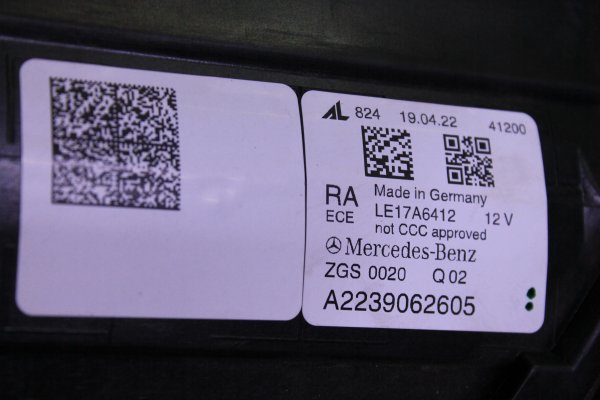 AL 824 19.04.22 41200
RA Made in Germany
ECE LE17A6412 12 V
not CCC approved
Mercedes-Benz
ZGS 0020 Q 02
A2239062605